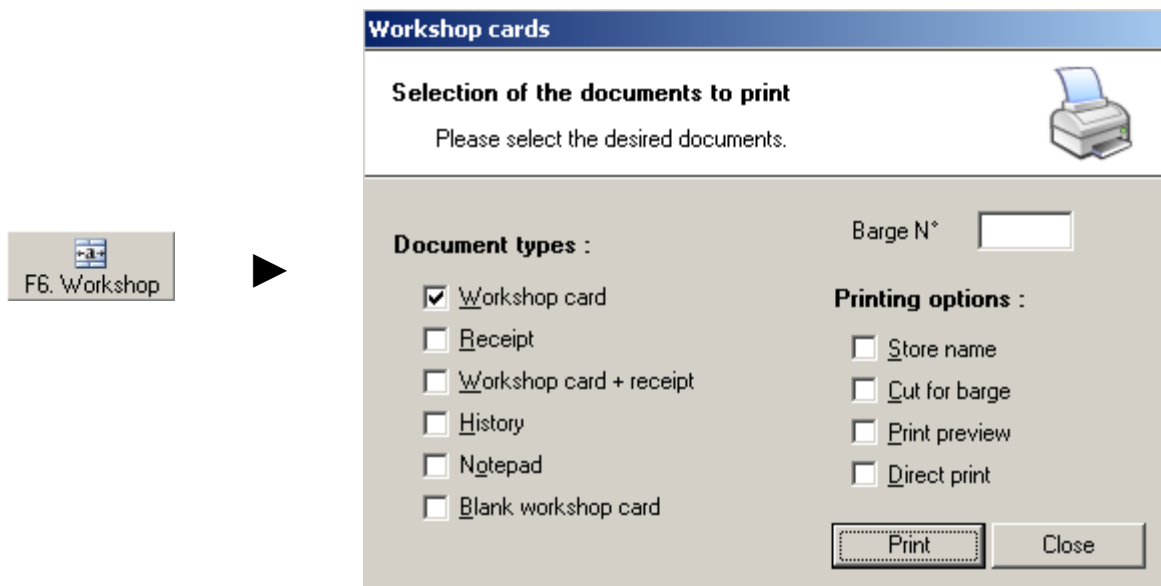 F6. Workshop
Workshop cards
Selection of the documents to print
Please select the desired documents.
Document types :
Workshop card
Receipt
Workshop card + receipt
History
Notepad
Blank workshop card
Barge N°
Printing options :
Store name
Cut for barge
Print preview
Direct print
Print
Close